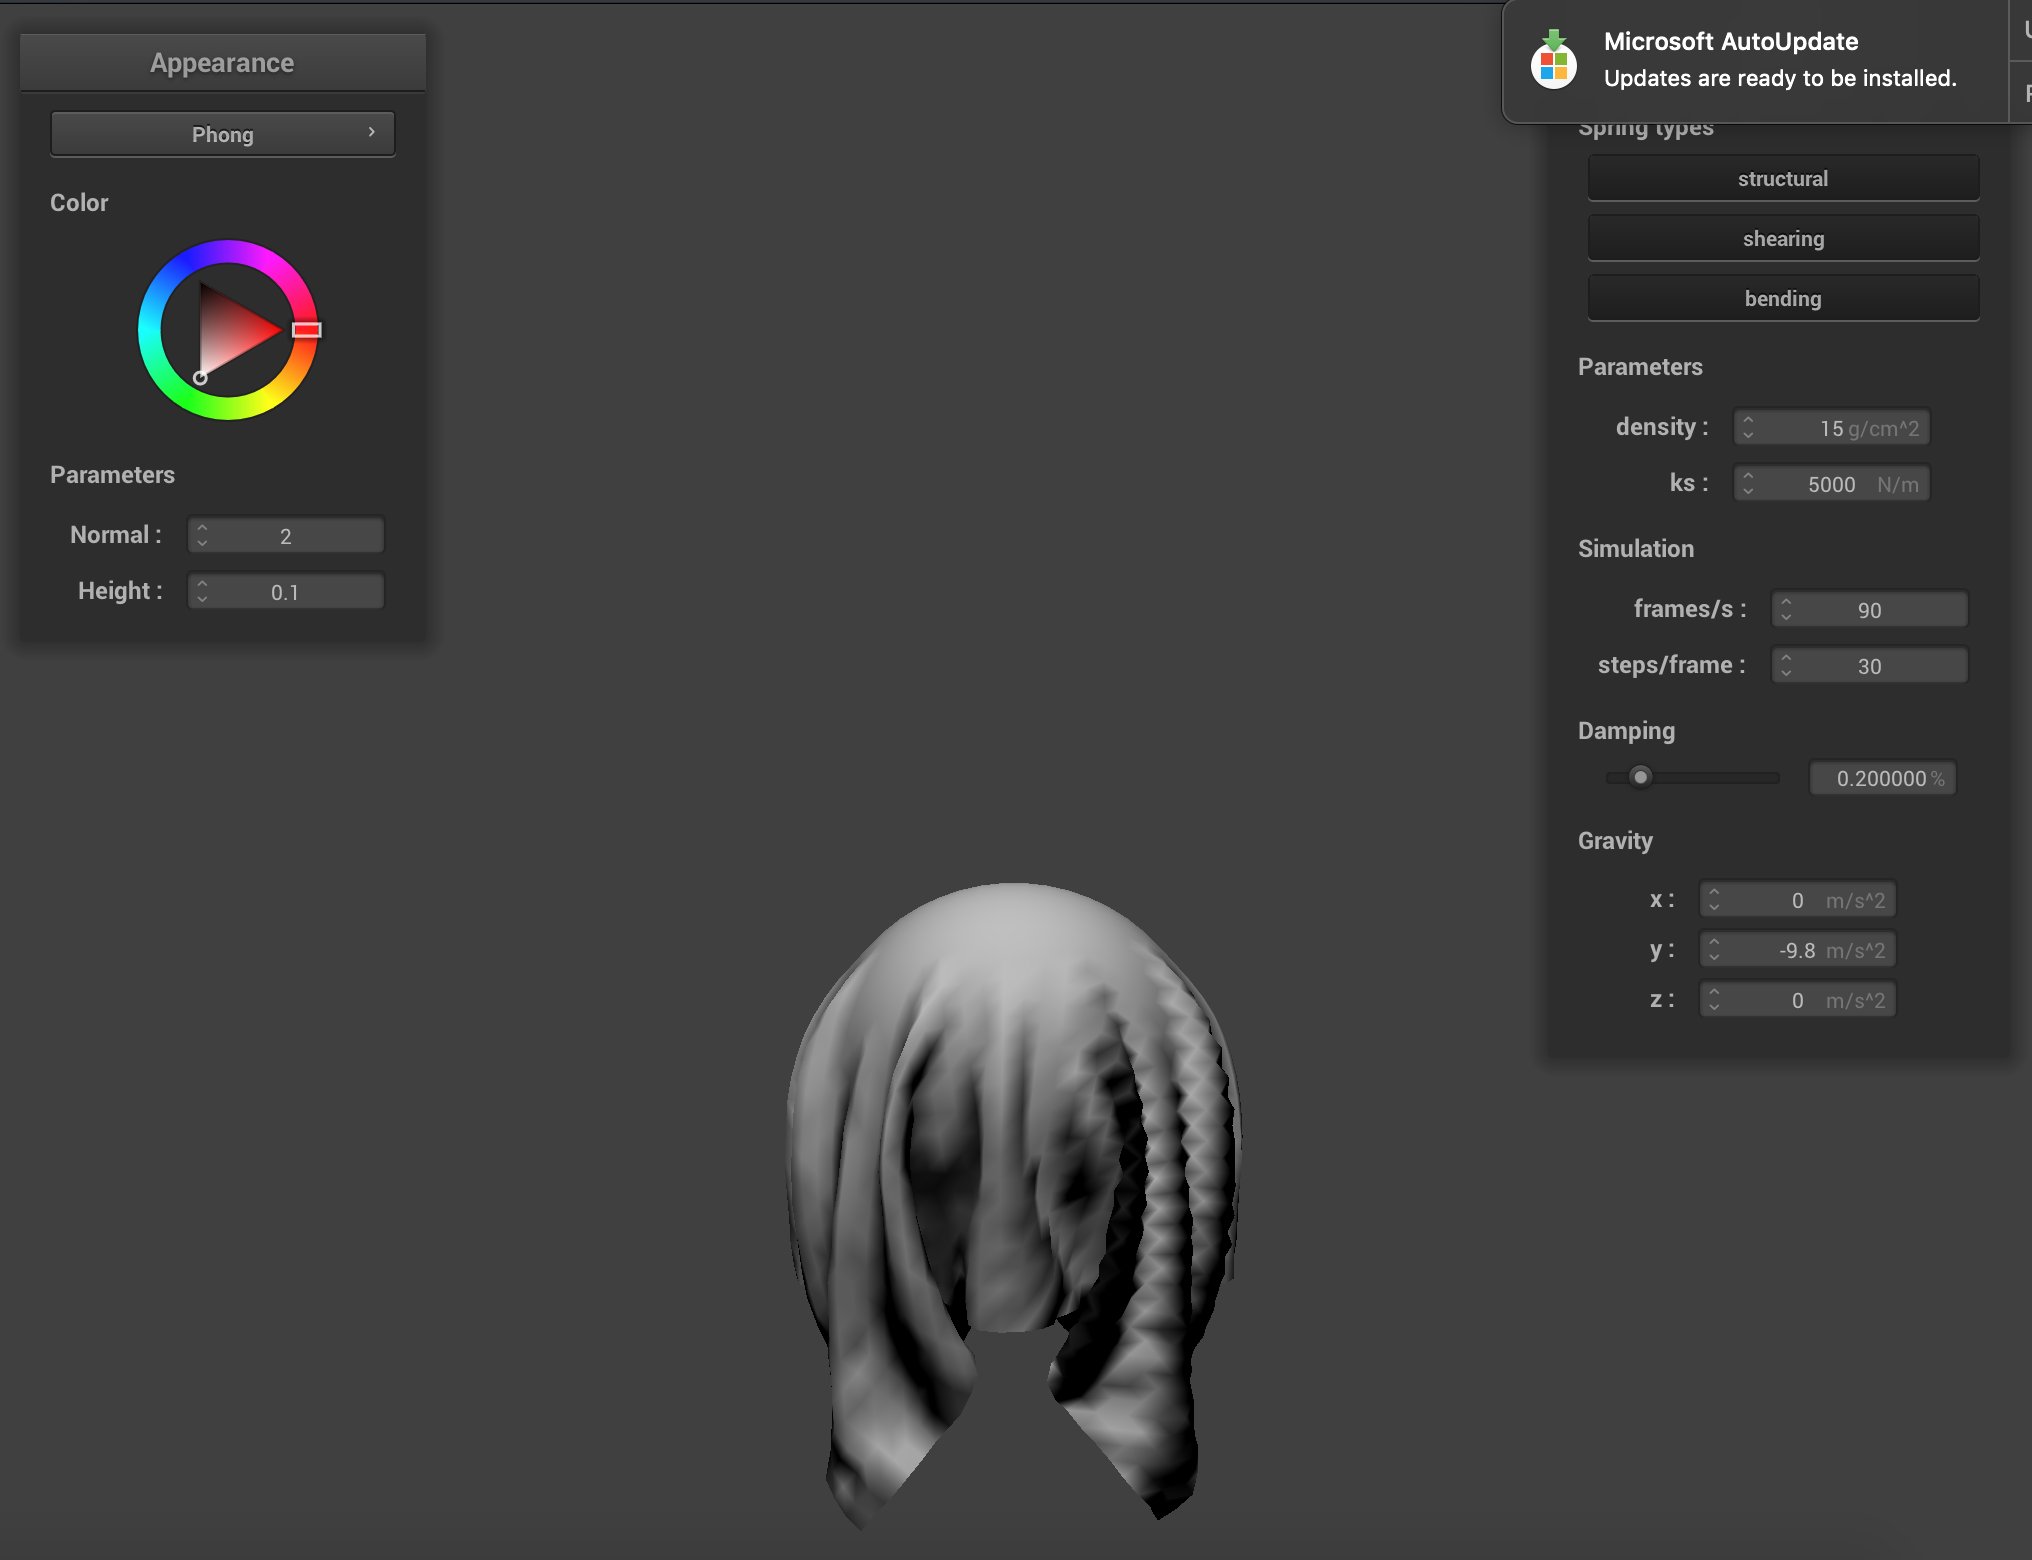 Appearance
Phong
Color
Parameters
Normal :
2
Height :
0.1
Microsoft AutoUpdate
Updates are ready to be installed.
Spring types
structural
shearing
bending
Parameters
density :
15 g/cm^2
ks :
5000 N/m
Simulation
frames/s :
90
steps/frame :
30
Damping
0.200000 %
Gravity
x :
0 m/s^2
y :
-9.8 m/s^2
z :
0 m/s^2